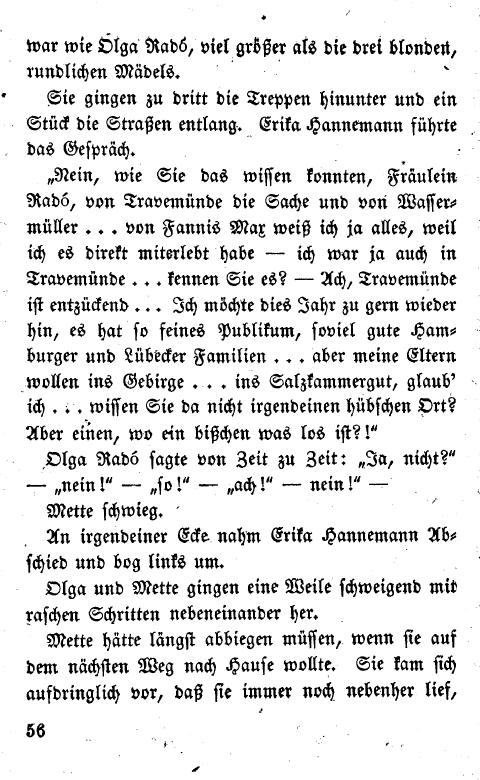 war wie Olga Radó, viel größer als die drei blonden,
rundlichen Mädels.
Sie gingen zu dritt die Treppen hinunter und ein
Stück die Straßen entlang. Erika Hannemann führte
das Gespräch.
„Nein, wie Sie das wissen konnten, Fräulein
Radó, von Travemünde die Sache und von Wasser-
müller . . . von Fannis Max weiß ich ja alles, weil
ich es direkt miterlebt habe — ich war ja auch in
Travemünde . . . kennen Sie es? — Ach, Travemünde
ist entzückend . . . Ich möchte dies Jahr zu gern wieder
hin, es hat so feines Publikum, soviel gute Ham-
burger und Lübecker Familien . . . aber meine Eltern
wollen ins Gebirge . . . ins Salzkammergut, glaub'
ich . . . wissen Sie da nicht irgendeinen hübschen Ort?
Aber einen, wo ein bißchen was los ist?!"
Olga Radó sagte von Zeit zu Zeit: „Ja, nicht?"
— „nein!" — „so!" — „ach!" — nein!" —
Mette schwieg.
An irgendeiner Ecke nahm Erika Hannemann Ab-
schied und bog links um.
Olga und Mette gingen eine Weile schweigend mit
raschen Schritten nebeneinander her.
Mette hätte längst abbiegen müssen, wenn sie auf
dem nächsten Weg nach Hause wollte. Sie kam sich
aufdringlich vor, daß sie immer noch nebenher lief,
56